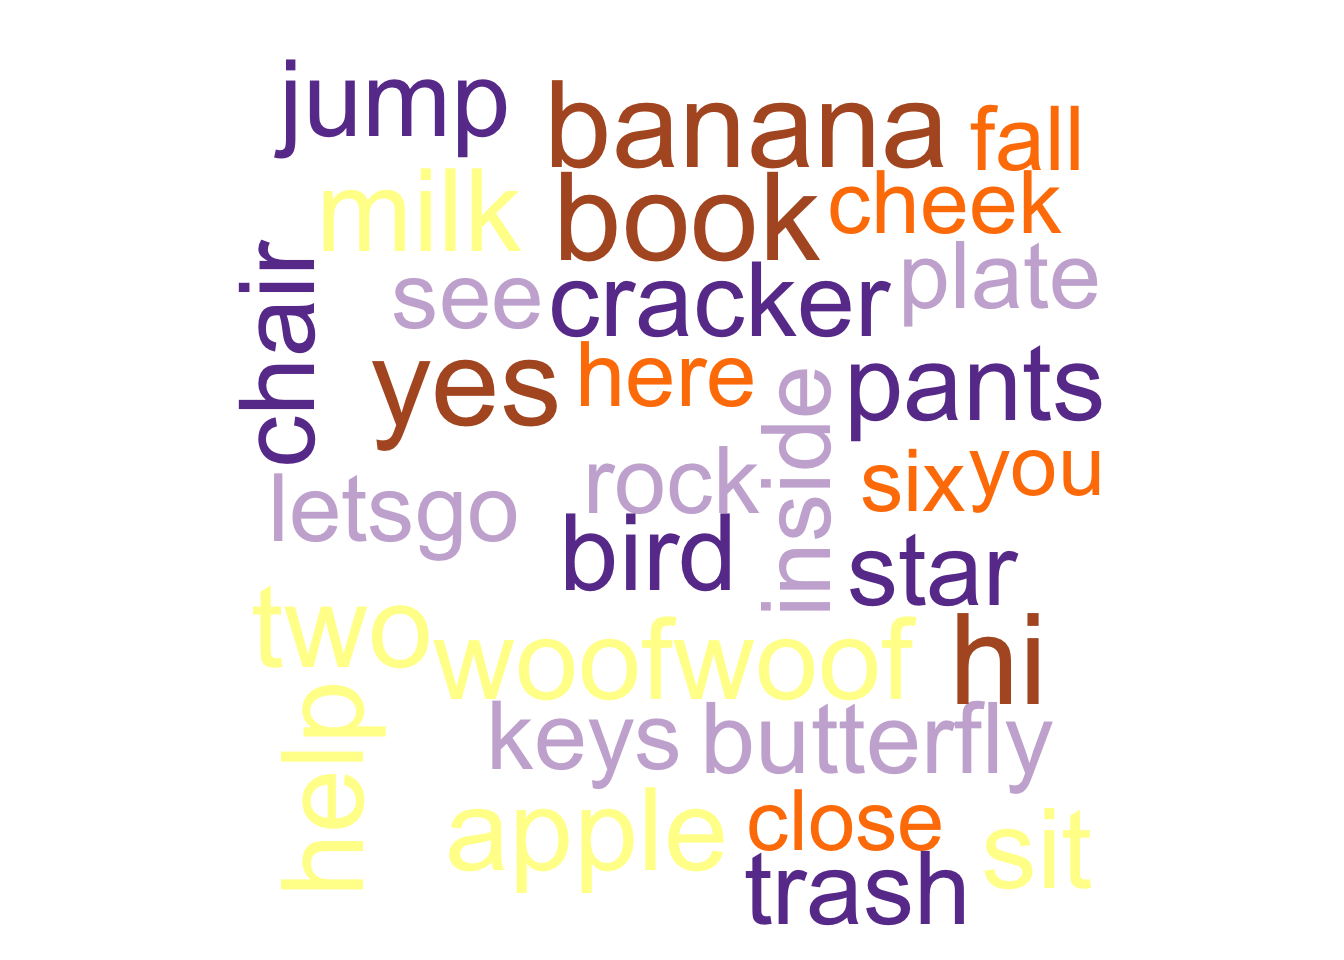 jump banana fall
milk book cheek
chair see cracker plate
yes here inside pants
letsgo rock six you
bird star
two woofwoof hi
help keys butterfly
apple close sit
trash